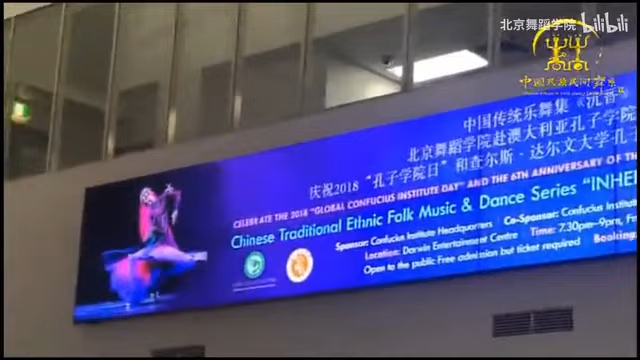 北京舞蹈学院 bilibili
中国民族民间舞系
中国传统乐舞集《沉香》
北京舞蹈学院赴澳大利亚孔子学院
庆祝2018 "孔子学院日" 和查尔斯·达尔文大学孔子
CELEBRATE THE 2018 "GLOBAL CONFUCIUS INSTITUTE DAY" AND THE 6TH ANNIVERSARY OF THE
Chinese Traditional Ethnic Folk Music & Dance Series "INHE
Sponsor: Confucius Institute Headquarters Co-Sponsor: Confucius Institu
Location: Darwin Entertainment Centre Time: 7.30pm–9pm, Fr
Open to the public Free admission but ticket required Booking: